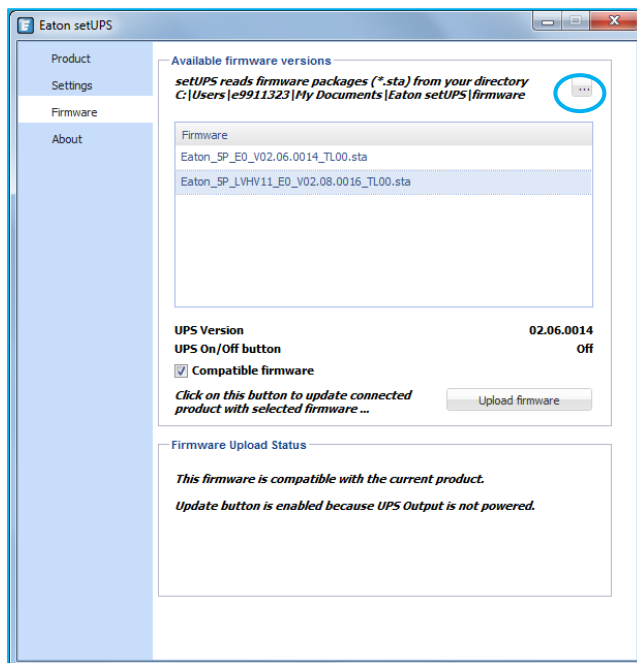 Eaton setUPS
Product
Settings
Firmware
About
Available firmware versions
setUPS reads firmware packages (*.sta) from your directory
C:|Users|e9911323|My Documents|Eaton setUPS|firmware
...
Firmware
Eaton_5P_E0_V02.06.0014_TL00.sta
Eaton_5P_LVHV11_E0_V02.08.0016_TL00.sta
UPS Version 02.06.0014
UPS On/Off button Off
Compatible firmware
Click on this button to update connected
product with selected firmware ...
Upload firmware
Firmware Upload Status
This firmware is compatible with the current product.
Update button is enabled because UPS Output is not powered.